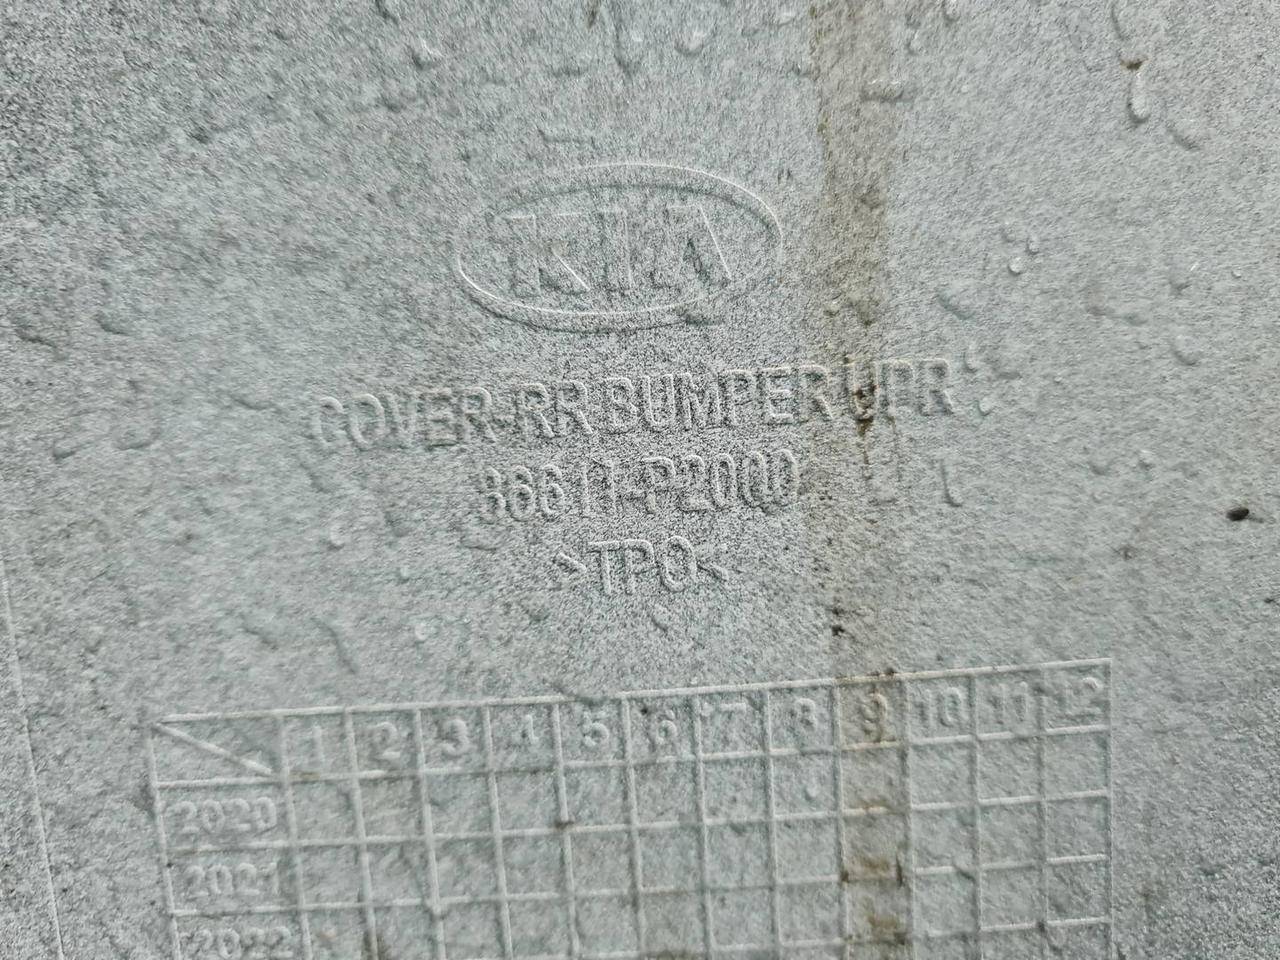 KIA
COVER-RR BUMPER UPR
86611-P2000
>TPO<
1 2 3 4 5 6 7 8 9 10 11 12
2020
2021
2022